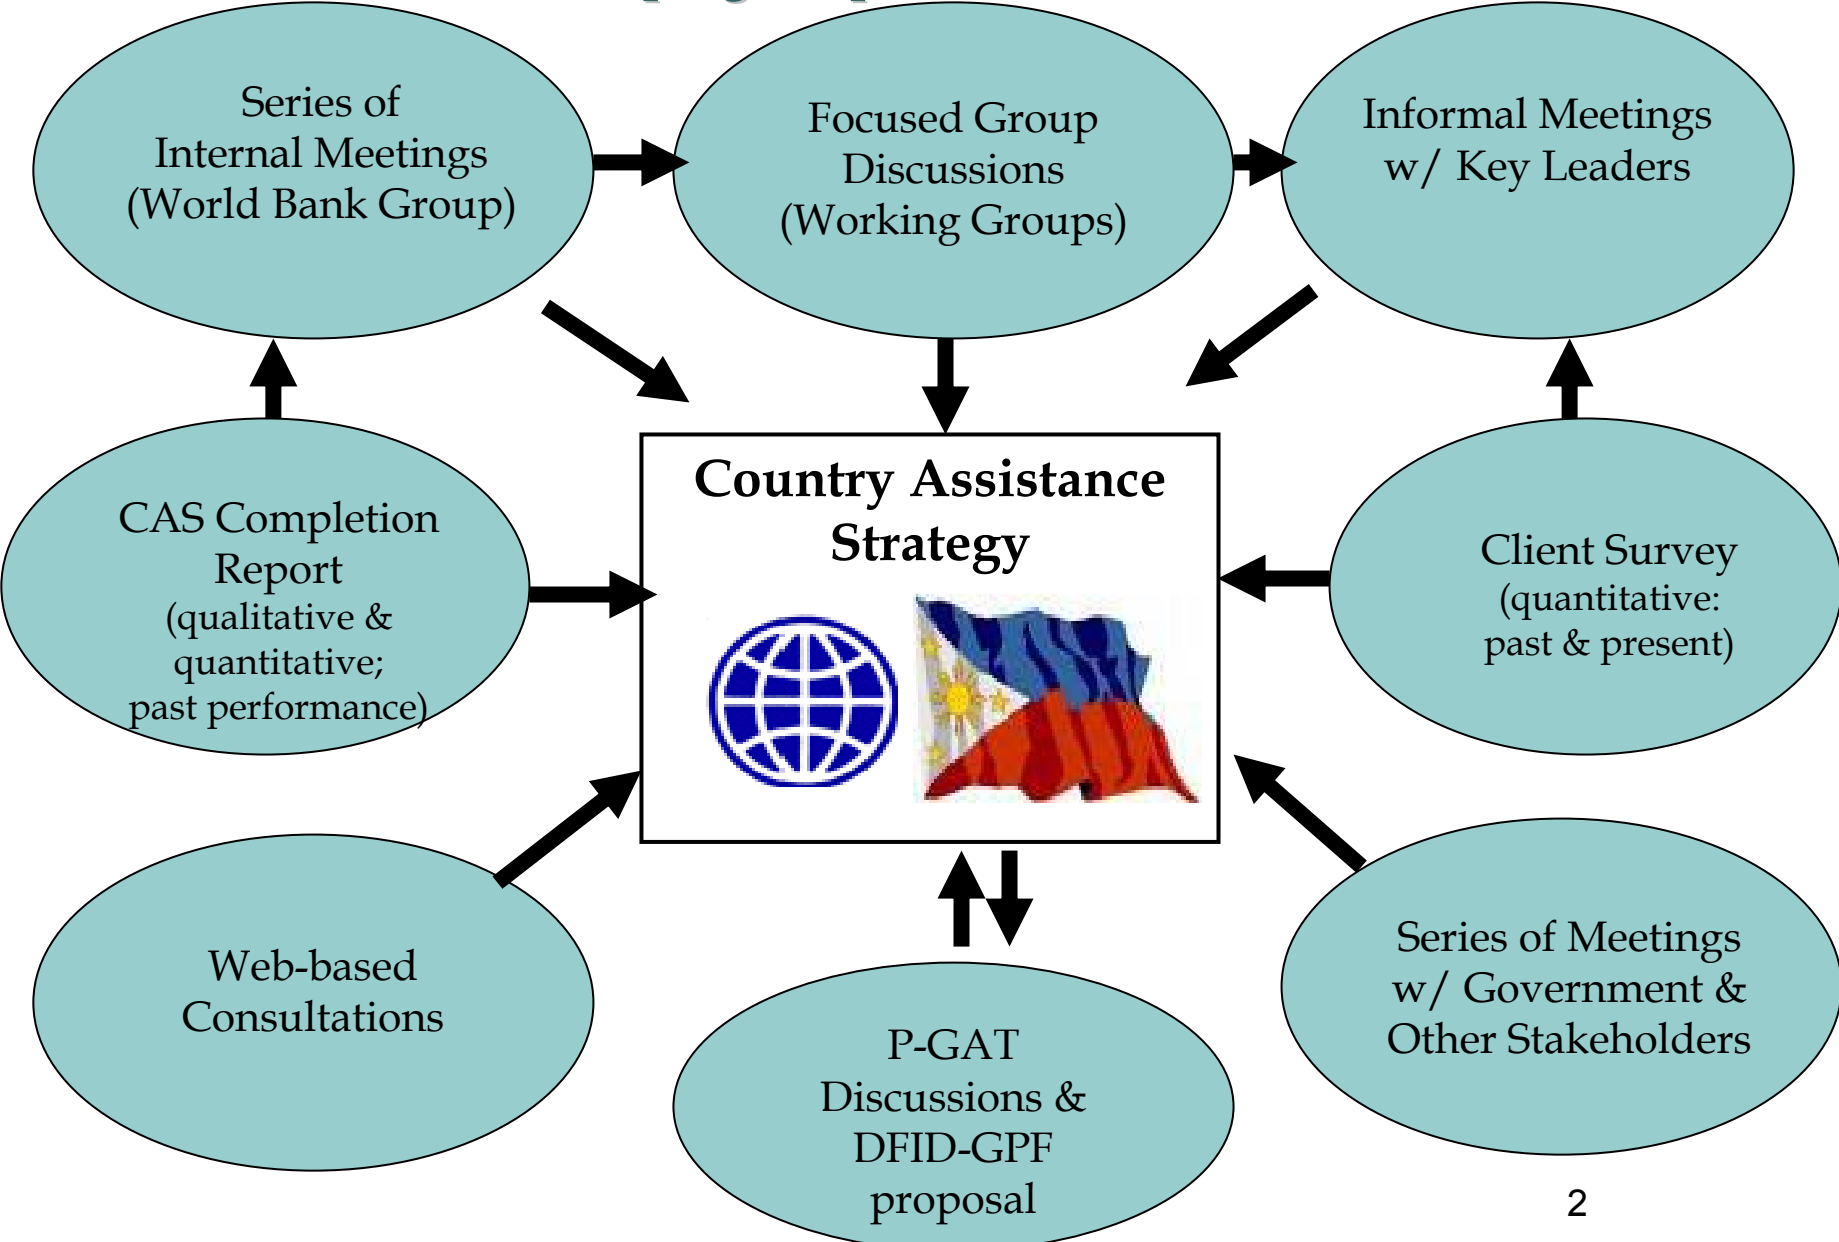 Series of
Internal Meetings
(World Bank Group)
Focused Group
Discussions
(Working Groups)
Informal Meetings
w/ Key Leaders
CAS Completion
Report
(qualitative &
quantitative;
past performance)
Country Assistance
Strategy
Client Survey
(quantitative:
past & present)
Web-based
Consultations
P-GAT
Discussions &
DFID-GPF
proposal
Series of Meetings
w/ Government &
Other Stakeholders
2